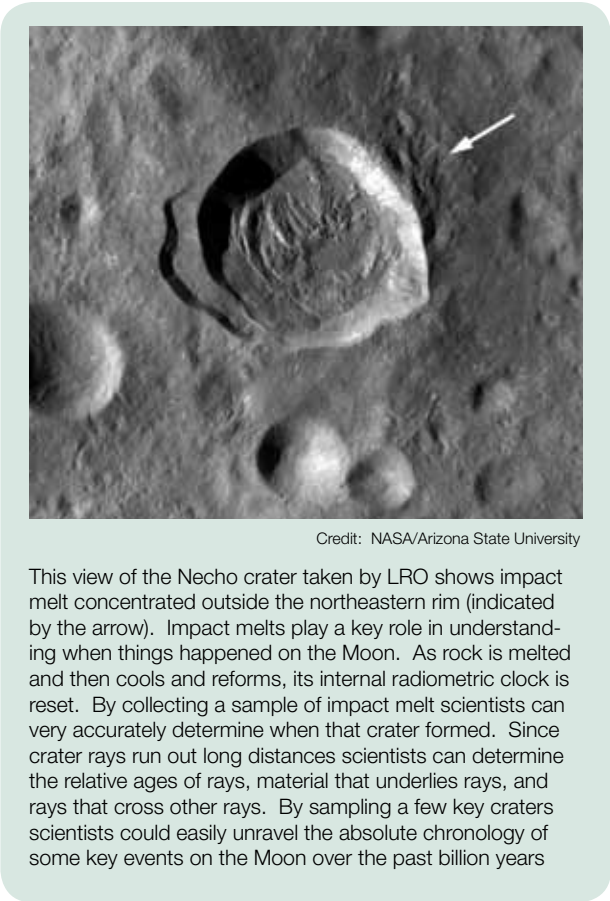 Credit:  NASA/Arizona State University
This view of the Necho crater taken by LRO shows impact
melt concentrated outside the northeastern rim (indicated
by the arrow).  Impact melts play a key role in understand-
ing when things happened on the Moon.  As rock is melted
and then cools and reforms, its internal radiometric clock is
reset.  By collecting a sample of impact melt scientists can
very accurately determine when that crater formed.  Since
crater rays run out long distances scientists can determine
the relative ages of rays, material that underlies rays, and
rays that cross other rays.  By sampling a few key craters
scientists could easily unravel the absolute chronology of
some key events on the Moon over the past billion years